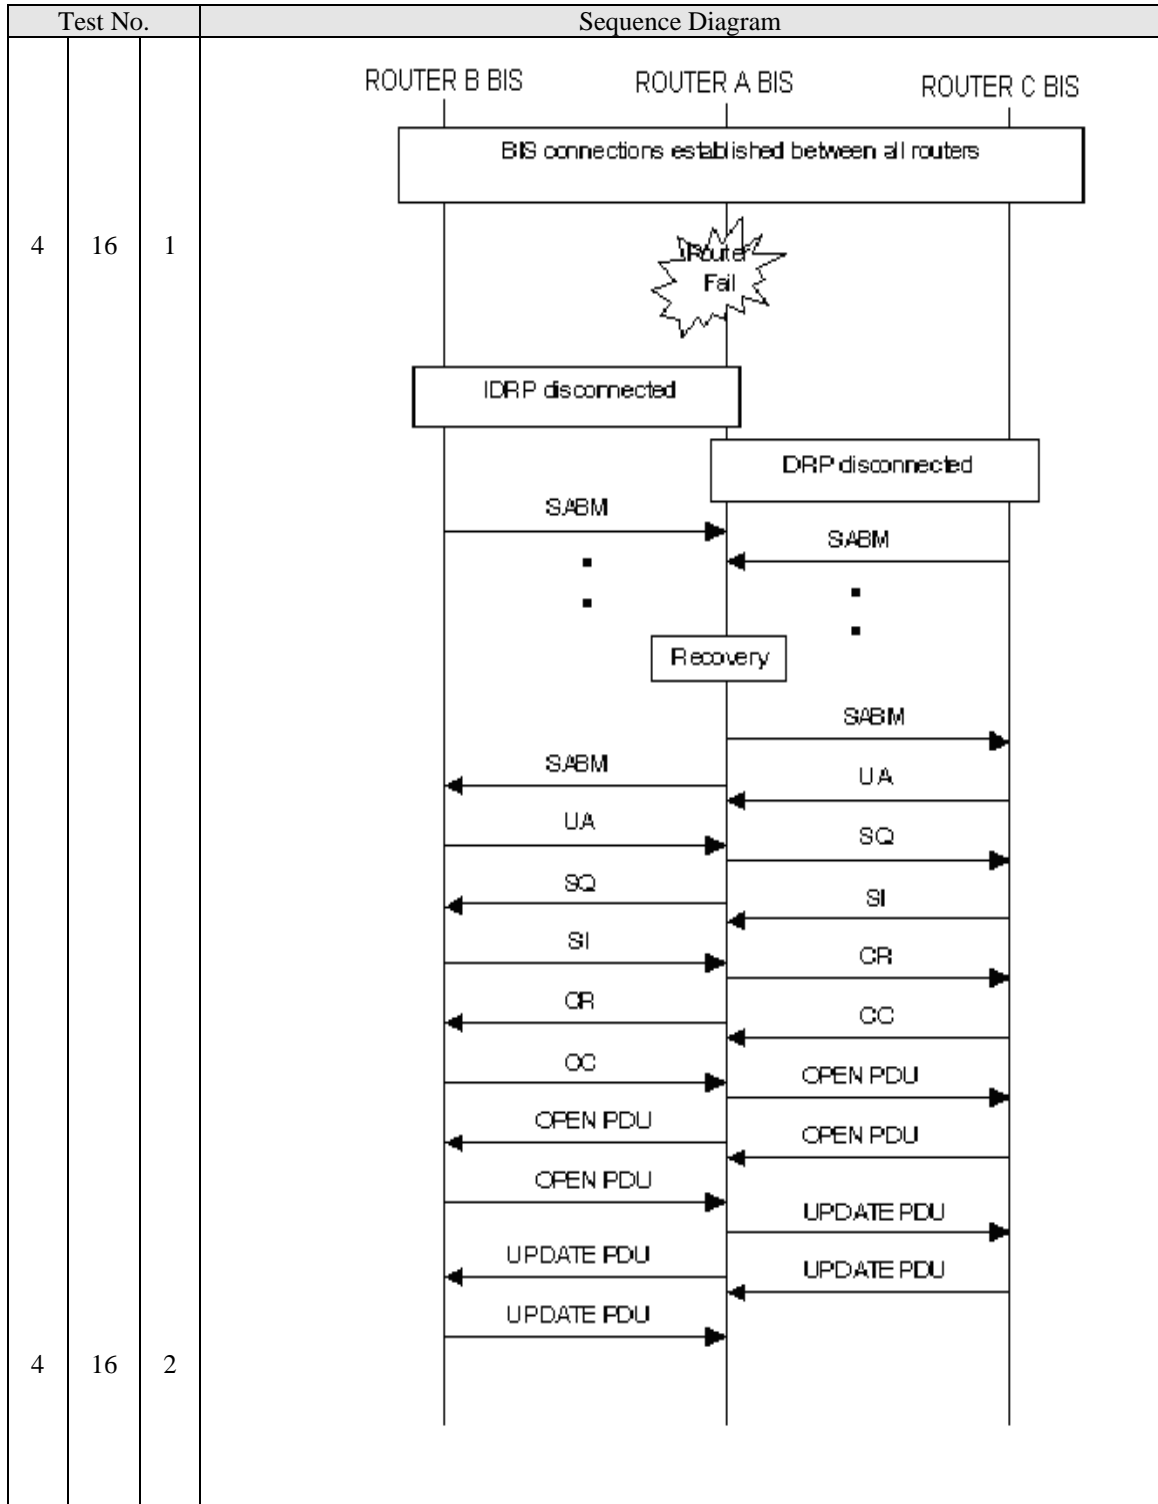 Test No.
Sequence Diagram
ROUTER B BIS
ROUTER A BIS
ROUTER C BIS
BIS connections established between all routers
4 16 1
Router
Fail
IDRP disconnected
IDRP disconnected
SABM
SABM
Recovery
SABM
SABM
UA
UA
SQ
SQ
SI
SI
CR
CR
CC
CC
OPEN PDU
OPEN PDU
OPEN PDU
OPEN PDU
UPDATE PDU
UPDATE PDU
UPDATE PDU
UPDATE PDU
4 16 2